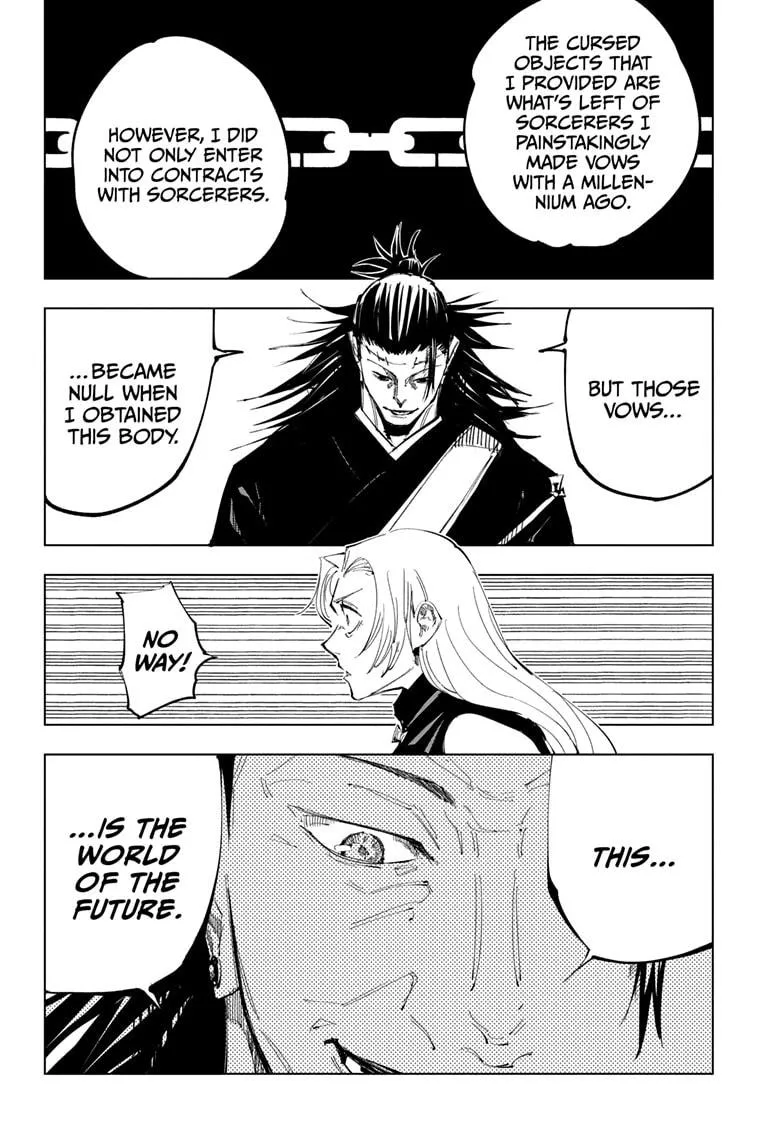 THE CURSED
OBJECTS THAT
I PROVIDED ARE
WHAT'S LEFT OF
SORCERERS I
PAINSTAKINGLY
MADE VOWS
WITH A MILLEN-
NIUM AGO.
HOWEVER, I DID
NOT ONLY ENTER
INTO CONTRACTS
WITH SORCERERS.
BUT THOSE
VOWS...
...BECAME
NULL WHEN
I OBTAINED
THIS BODY.
NO
WAY!
THIS...
...IS THE
WORLD
OF THE
FUTURE.